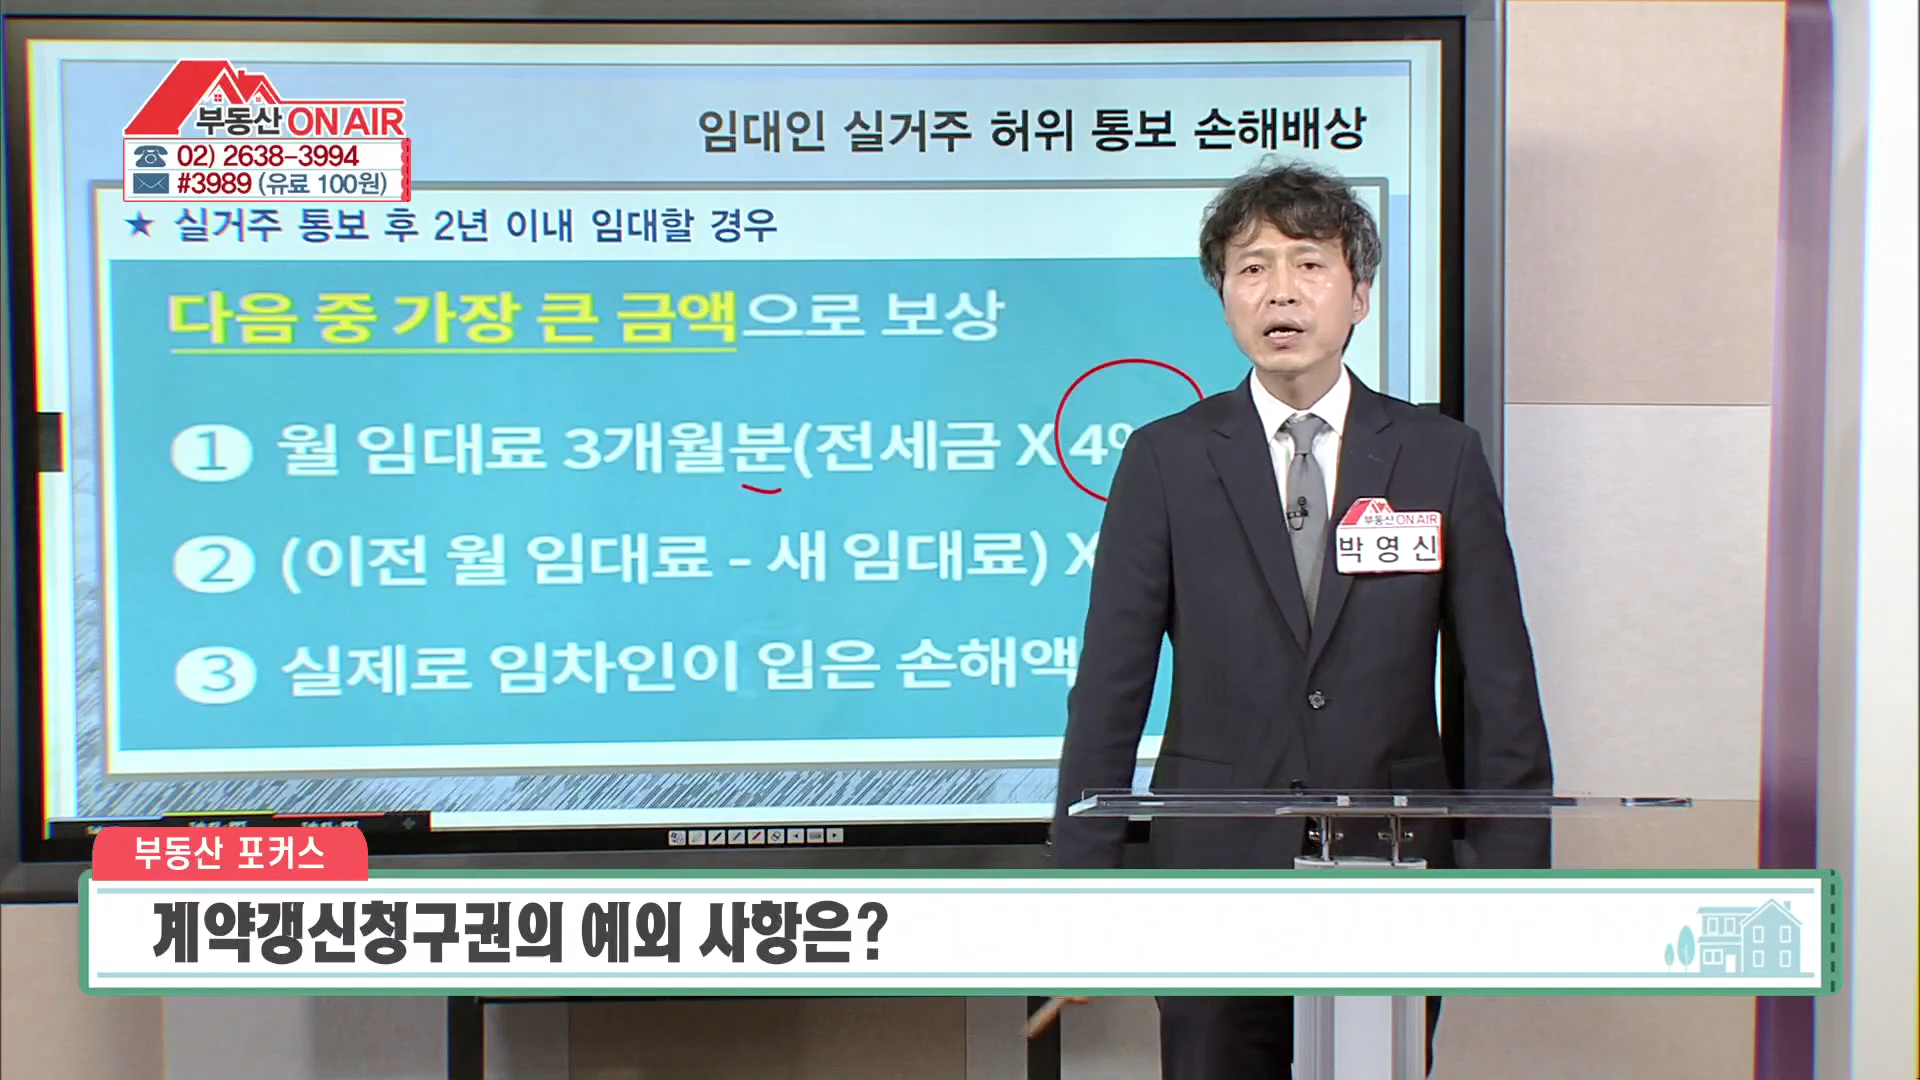 부동산 ON AIR
02) 2638-3994
#3989 (유료 100원)
임대인 실거주 허위 통보 손해배상
★ 실거주 통보 후 2년 이내 임대할 경우
다음 중 가장 큰 금액으로 보상
1 월 임대료 3개월분(전세금 X 4%
2 (이전 월 임대료 - 새 임대료) X
3 실제로 임차인이 입은 손해액
부동산 ON AIR
박영신
부동산 포커스
계약갱신청구권의 예외 사항은?